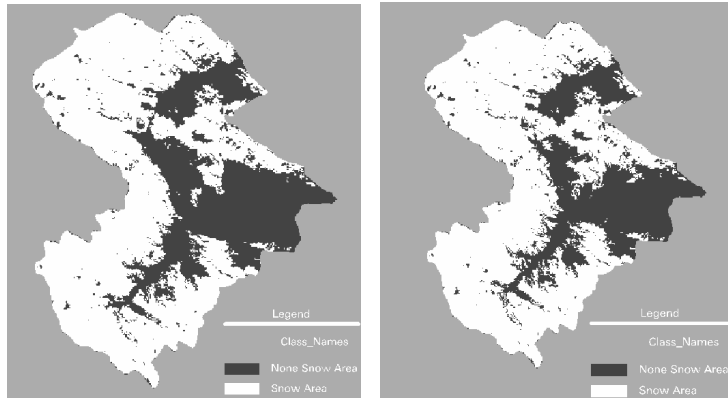 Legend
Class_Names
None Snow Area
Snow Area
Legend
Class_Names
None Snow Area
Snow Area